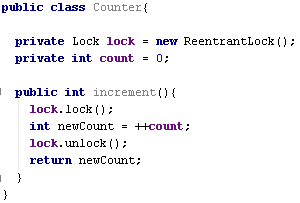 public class Counter{
private Lock lock = new ReentrantLock();
private int count = 0;
public int increment(){
lock.lock();
int newCount = ++count;
lock.unlock();
return newCount;
}
}